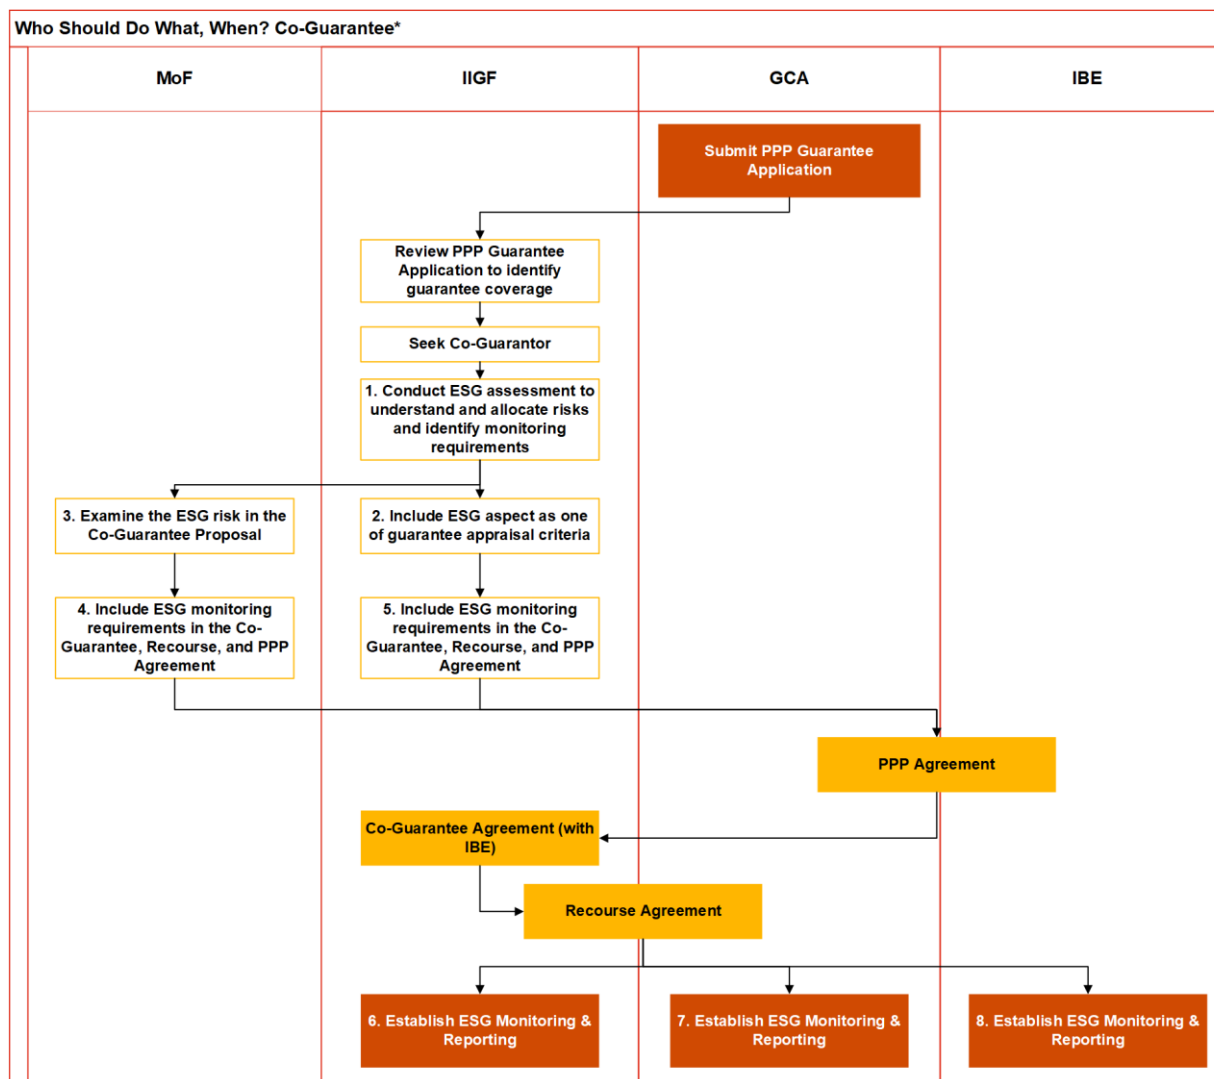 Who Should Do What, When? Co-Guarantee*
MoF
IIGF
GCA
IBE
Submit PPP Guarantee
Application
Review PPP Guarantee
Application to identify
guarantee coverage
Seek Co-Guarantor
1. Conduct ESG assessment to
understand and allocate risks
and identify monitoring
requirements
3. Examine the ESG risk in the
Co-Guarantee Proposal
2. Include ESG aspect as one
of guarantee appraisal criteria
4. Include ESG monitoring
requirements in the Co-
Guarantee, Recourse, and PPP
Agreement
5. Include ESG monitoring
requirements in the Co-
Guarantee, Recourse, and PPP
Agreement
PPP Agreement
Co-Guarantee Agreement (with
IBE)
Recourse Agreement
6. Establish ESG Monitoring &
Reporting
7. Establish ESG Monitoring &
Reporting
8. Establish ESG Monitoring &
Reporting